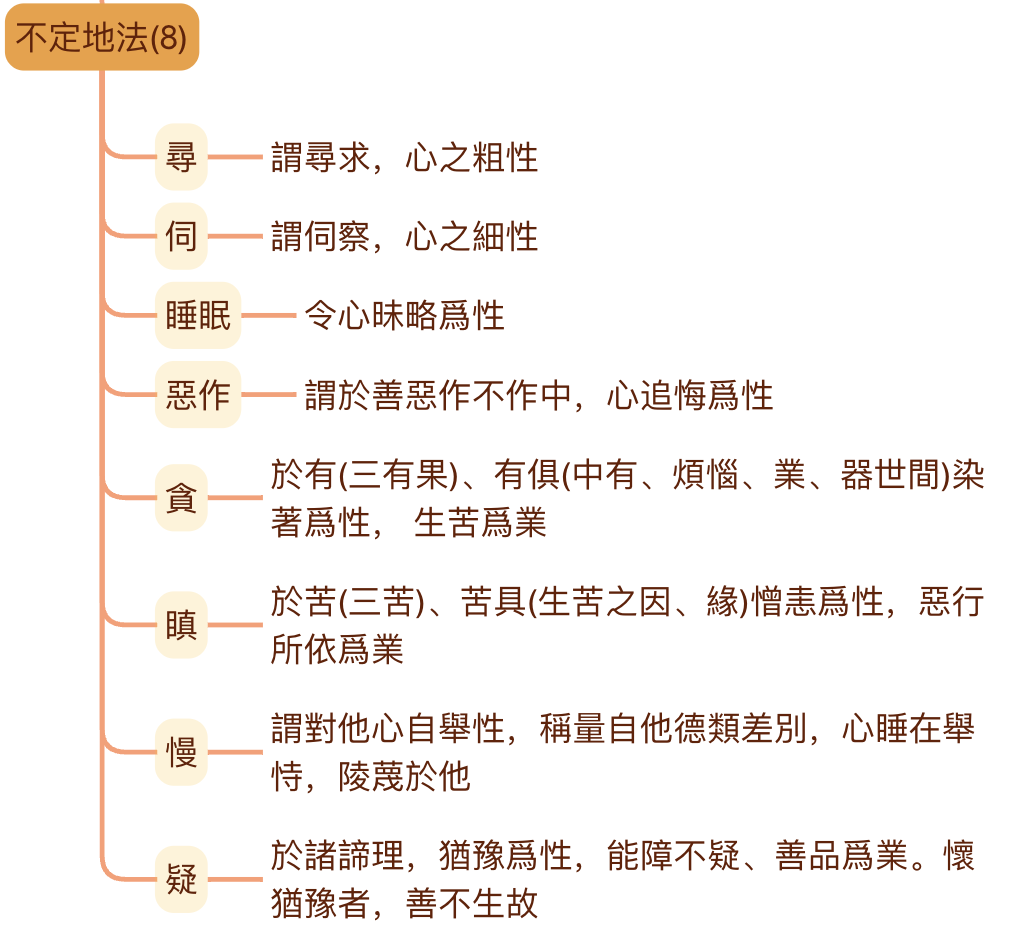 不定地法(8)
尋
謂尋求，心之粗性
伺
謂伺察，心之細性
睡眠
令心昧略爲性
惡作
謂於善惡作不作中，心追悔爲性
貪
於有(三有果)、有俱(中有、煩惱、業、器世間)染
著爲性， 生苦爲業
瞋
於苦(三苦)、苦具(生苦之因、緣)憎恚爲性，惡行
所依爲業
慢
謂對他心自舉性，稱量自他德類差別，心睡在舉
恃，陵蔑於他
疑
於諸諦理，猶豫爲性，能障不疑、善品爲業。懷
猶豫者，善不生故